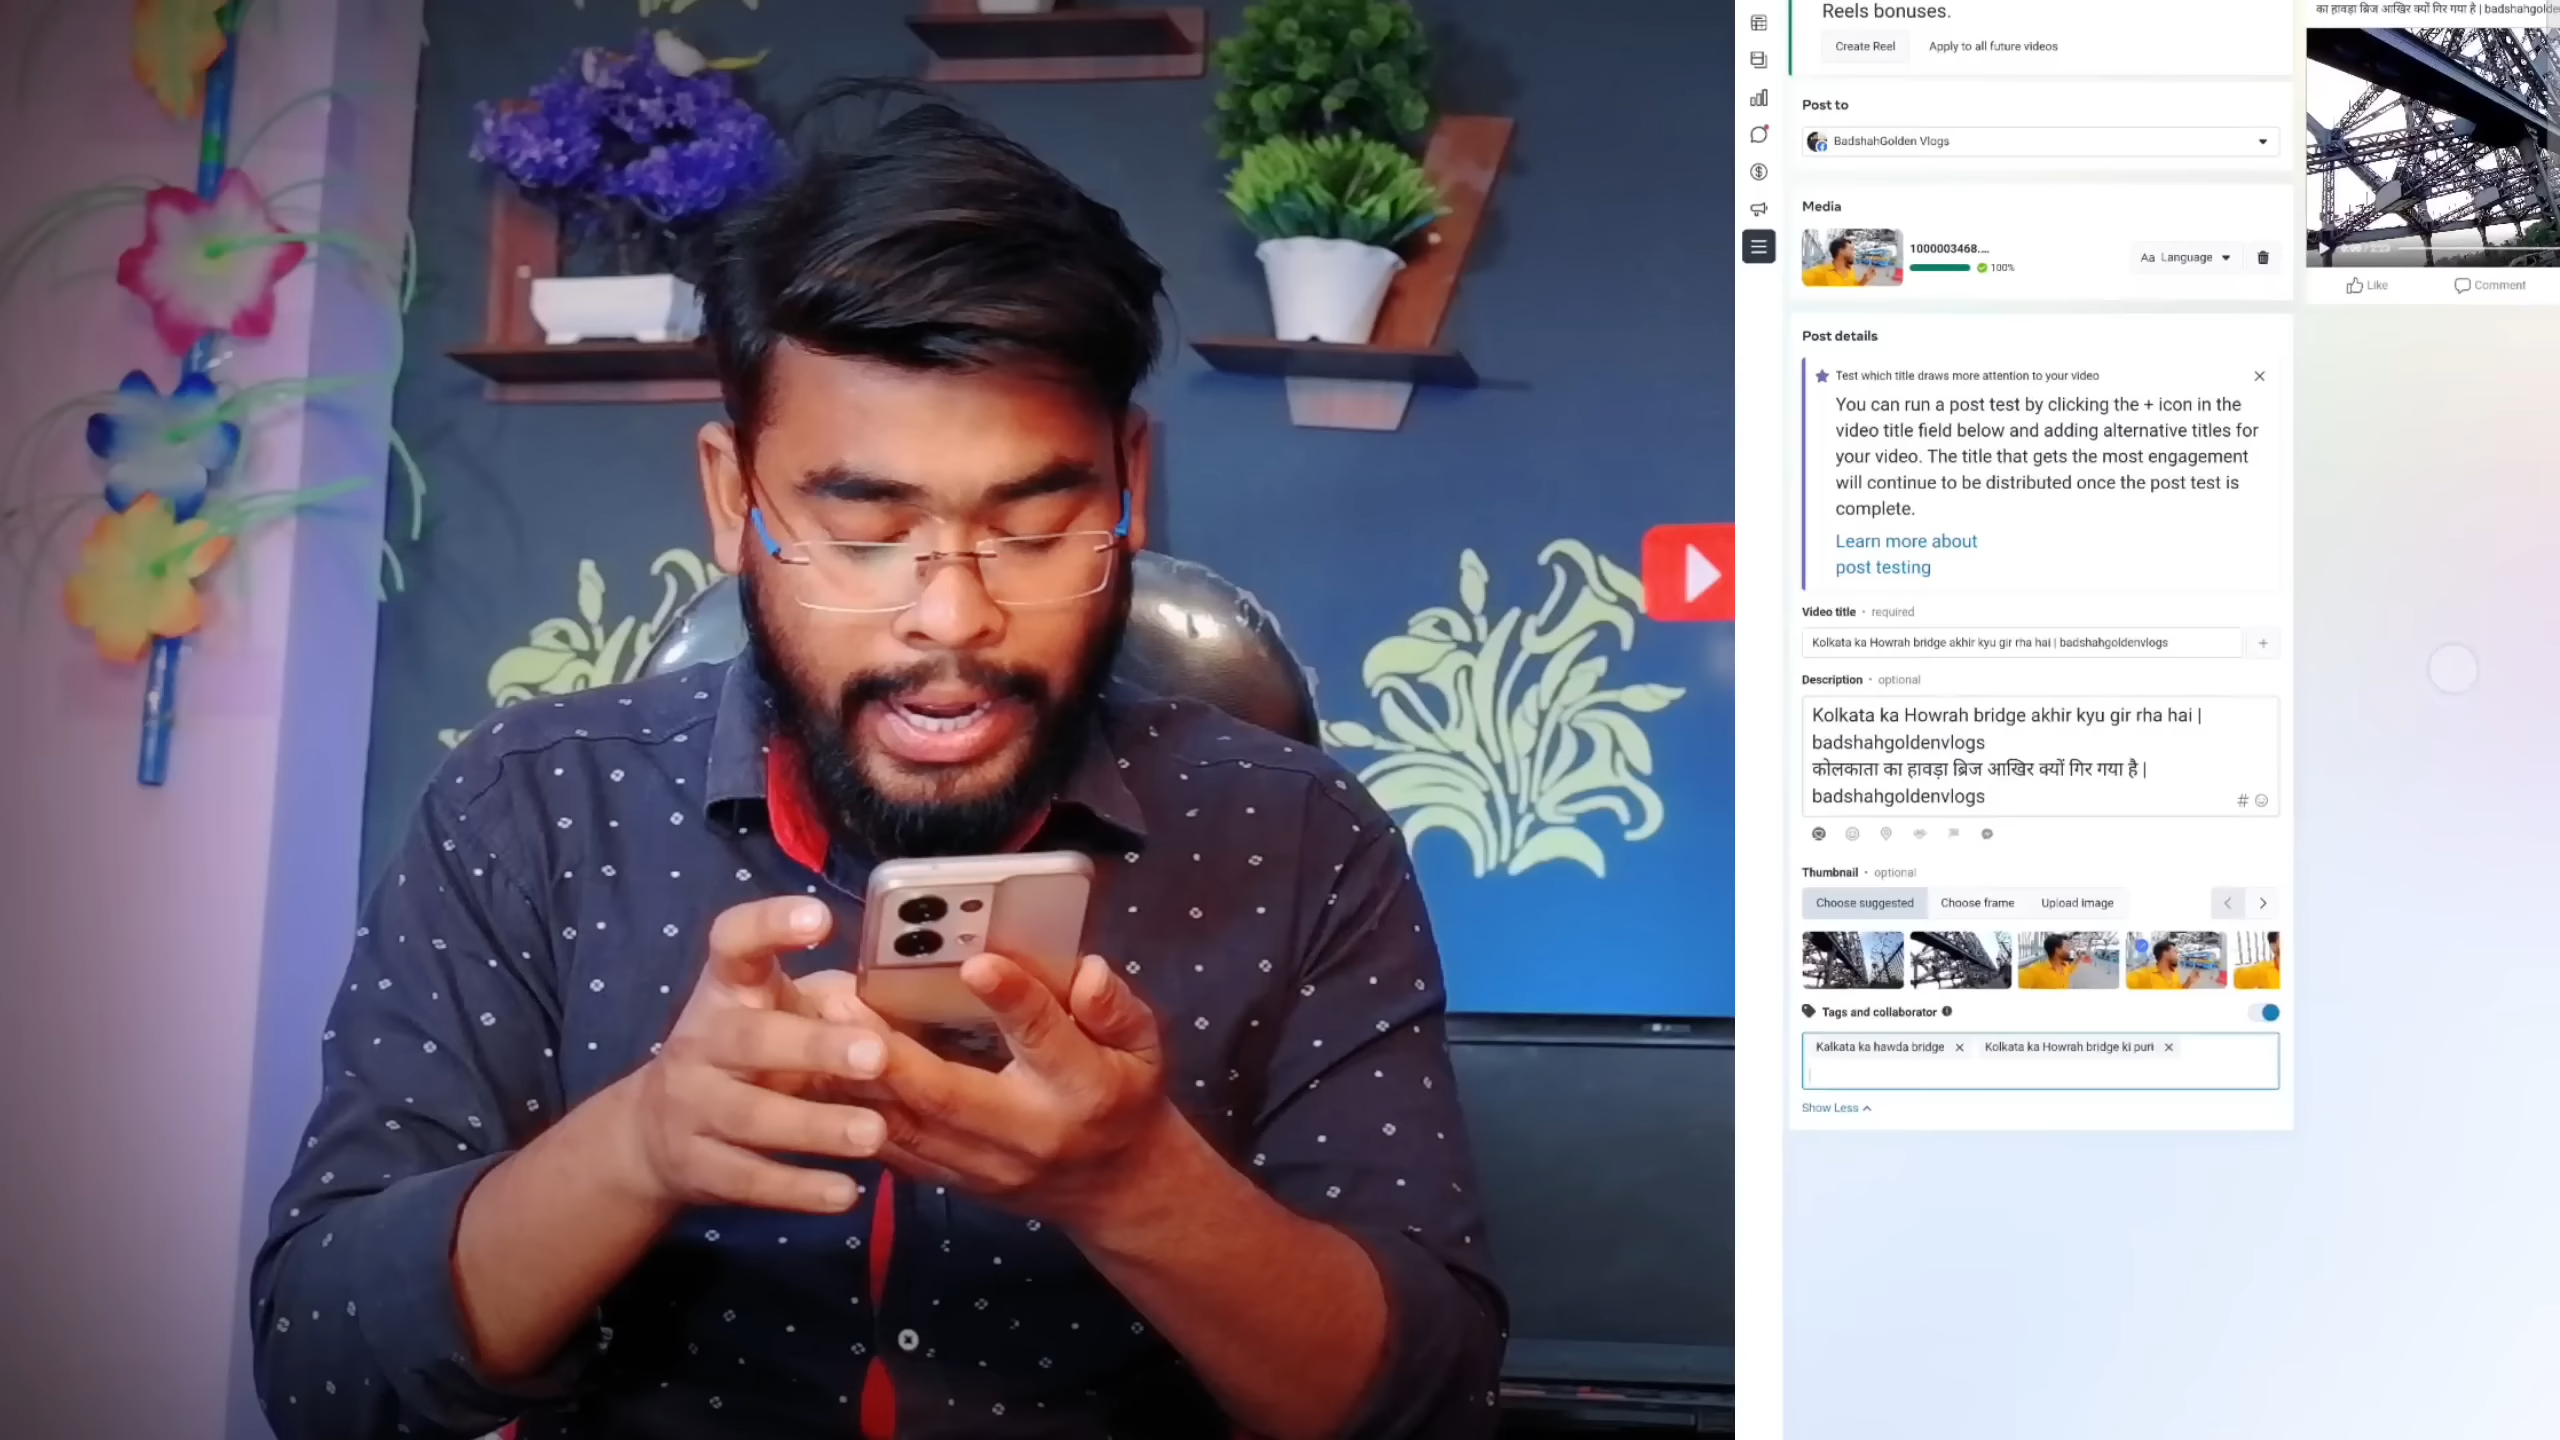 Reels bonuses.
Create Reel
Apply to all future videos
Post to
BadshahGolden Vlogs
Media
1000003468....
100%
Aa Language
Post details
Test which title draws more attention to your video
You can run a post test by clicking the + icon in the
video title field below and adding alternative titles for
your video. The title that gets the most engagement
will continue to be distributed once the post test is
complete.
Learn more about
post testing
Video title • required
Kolkata ka Howrah bridge akhir kyu gir rha hai | badshahgoldenvlogs
Description • optional
Kolkata ka Howrah bridge akhir kyu gir rha hai |
badshahgoldenvlogs
कोलकाता का हावड़ा ब्रिज आखिर क्यों गिर गया है |
badshahgoldenvlogs
Thumbnail • optional
Choose suggested
Choose frame
Upload image
Tags and collaborator
Kalkata ka hawda bridge
Kolkata ka Howrah bridge ki puri
Show Less
का हावड़ा ब्रिज आखिर क्यों गिर गया है | badshahgolde
Like
Comment